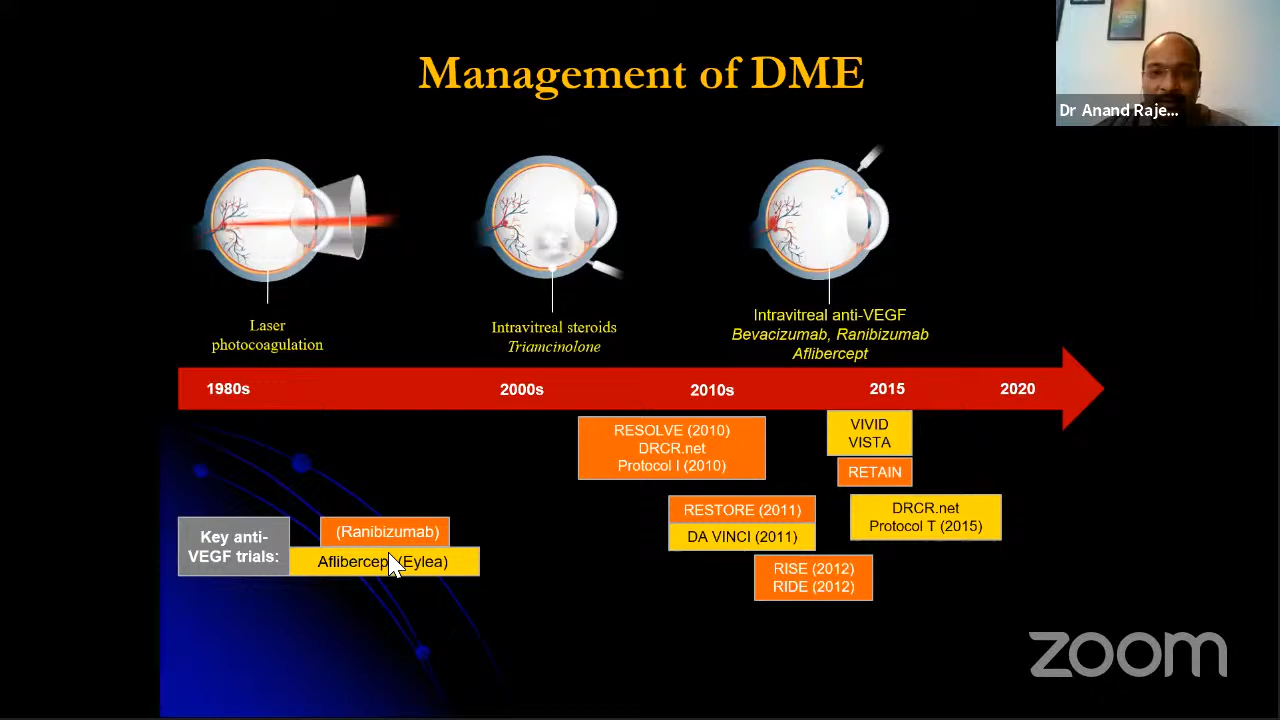 Management of DME
Dr Anand Raje...
Laser
photocoagulation
Intravitreal steroids
Triamcinolone
Intravitreal anti-VEGF
Bevacizumab, Ranibizumab
Aflibercept
1980s
2000s
2010s
2015
2020
RESOLVE (2010)
DRCR.net
Protocol I (2010)
VIVID
VISTA
RETAIN
RESTORE (2011)
DA VINCI (2011)
DRCR.net
Protocol T (2015)
Key anti-
VEGF trials:
(Ranibizumab)
Aflibercept (Eylea)
RISE (2012)
RIDE (2012)
zoom